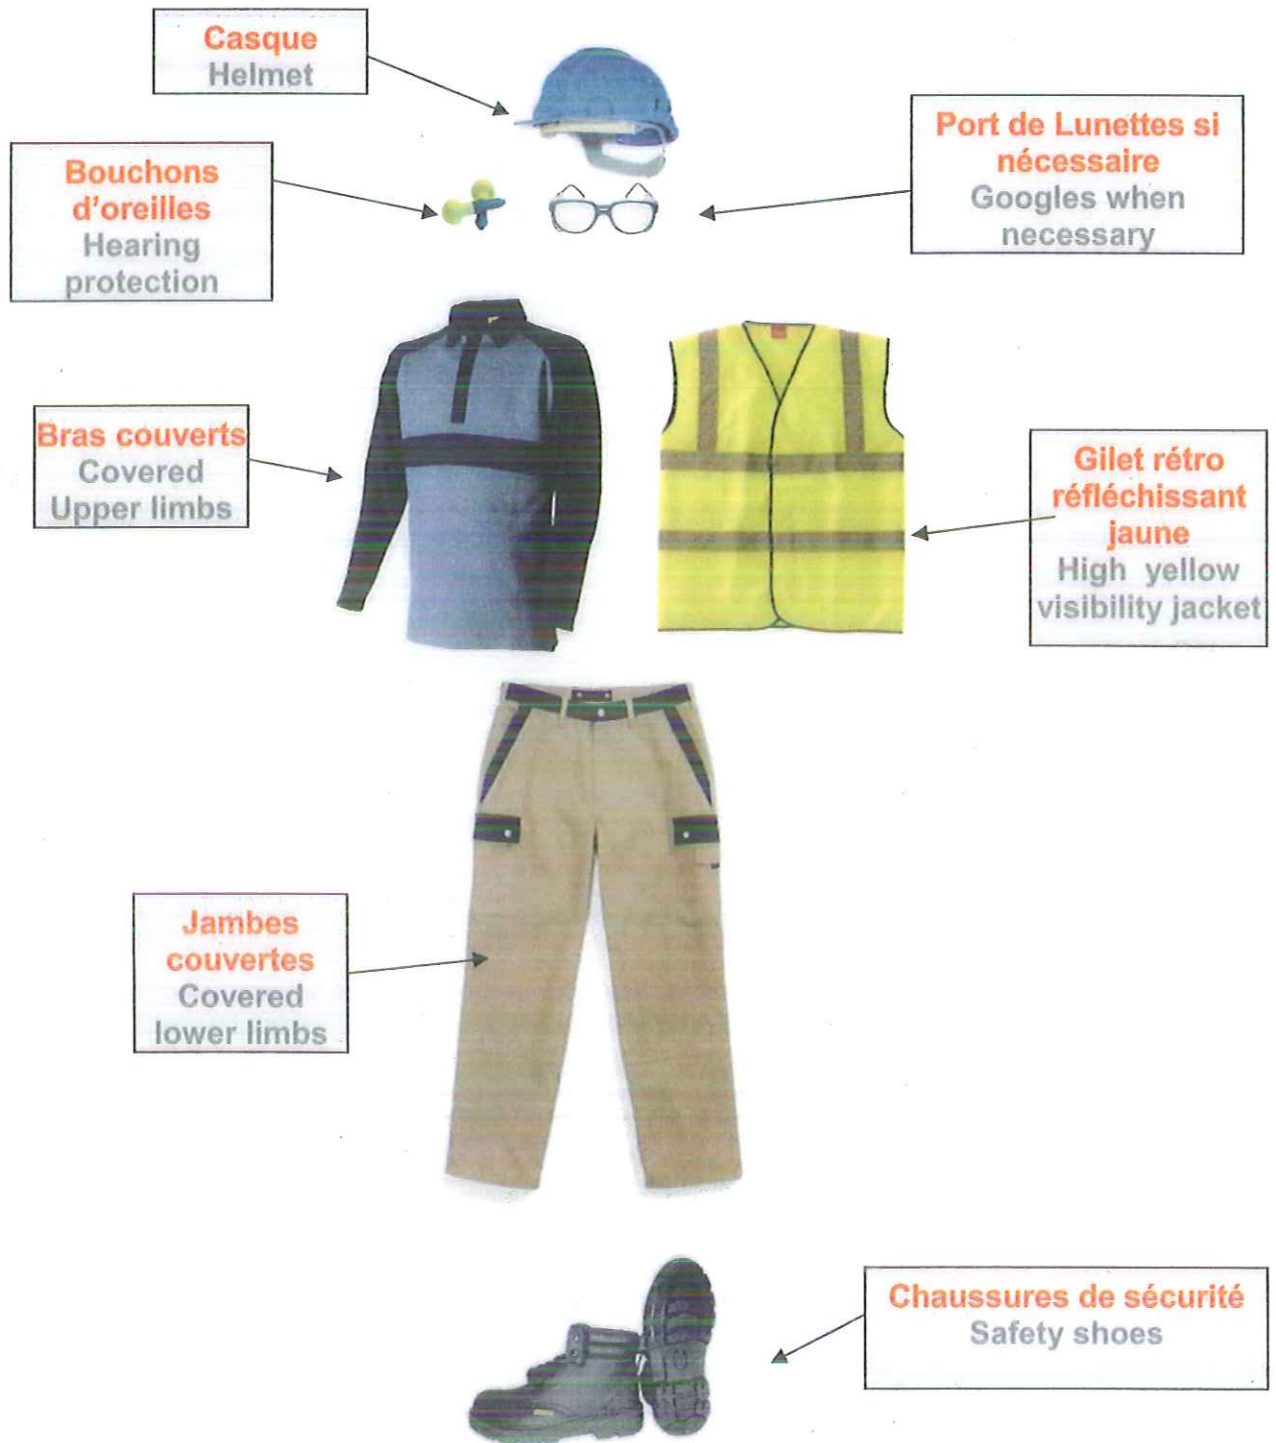 Casque
Helmet
Port de Lunettes si
nécessaire
Googles when
necessary
Bouchons
d'oreilles
Hearing
protection
Bras couverts
Covered
Upper limbs
Gilet rétro
réfléchissant
jaune
High yellow
visibility jacket
Jambes
couvertes
Covered
lower limbs
Chaussures de sécurité
Safety shoes